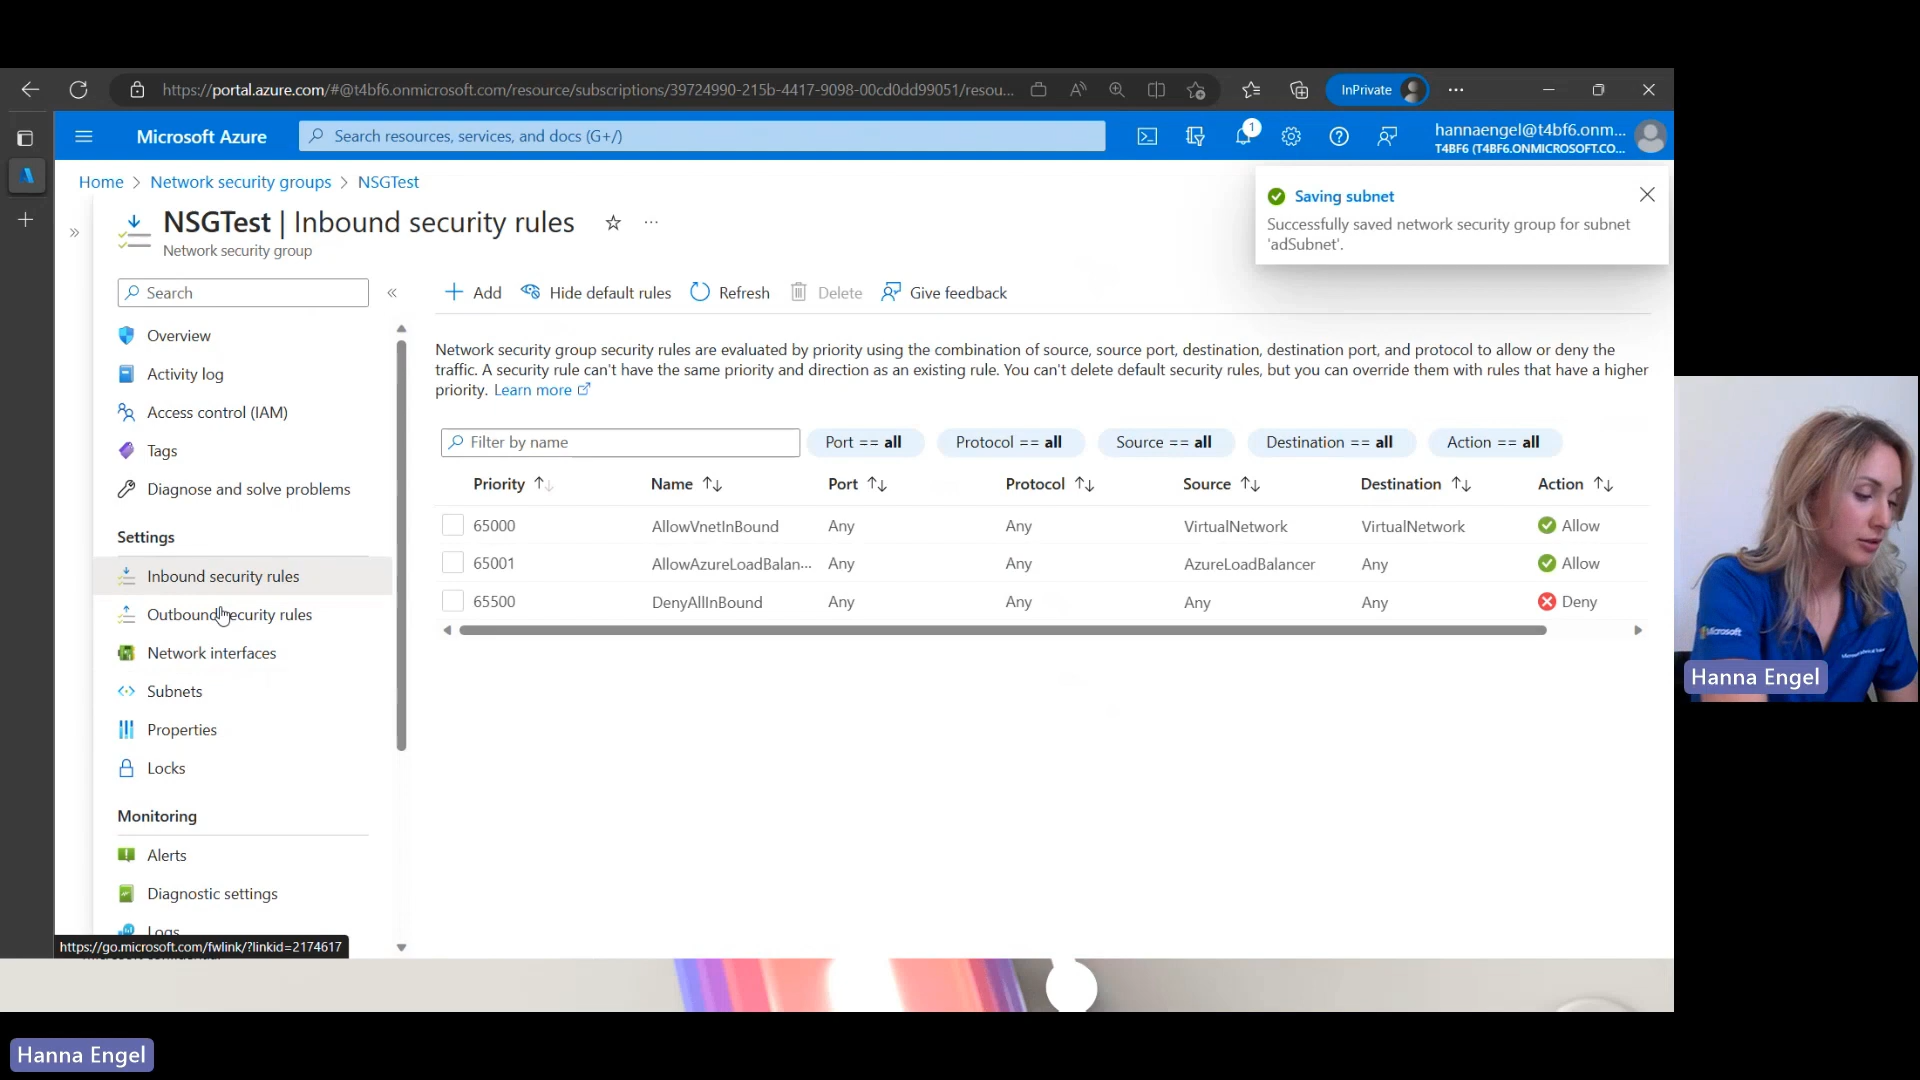 https://portal.azure.com/#@t4bf6.onmicrosoft.com/resource/subscriptions/39724990-215b-4417-9098-00cd0dd99051/resou...
InPrivate
Microsoft Azure
Search resources, services, and docs (G+/)
1
hannaengel@t4bf6.onm...
T4BF6 (T4BF6.ONMICROSOFT.CO...
Home > Network security groups > NSGTest
NSGTest | Inbound security rules
Network security group
Saving subnet
Successfully saved network security group for subnet
'adSubnet'.
Search
Overview
Activity log
Access control (IAM)
Tags
Diagnose and solve problems
Settings
Inbound security rules
Outbound security rules
Network interfaces
Subnets
Properties
Locks
Monitoring
Alerts
Diagnostic settings
Logs
https://go.microsoft.com/fwlink/?linkid=2174617
Add Hide default rules Refresh Delete Give feedback
Network security group security rules are evaluated by priority using the combination of source, source port, destination, destination port, and protocol to allow or deny the
traffic. A security rule can't have the same priority and direction as an existing rule. You can't delete default security rules, but you can override them with rules that have a higher
priority. Learn more
Filter by name Port == all Protocol == all Source == all Destination == all Action == all
Priority Name Port Protocol Source Destination Action
65000 AllowVnetInBound Any Any VirtualNetwork VirtualNetwork Allow
65001 AllowAzureLoadBalan... Any Any AzureLoadBalancer Any Allow
65500 DenyAllInBound Any Any Any Any Deny
Microsoft
Hanna Engel
Hanna Engel